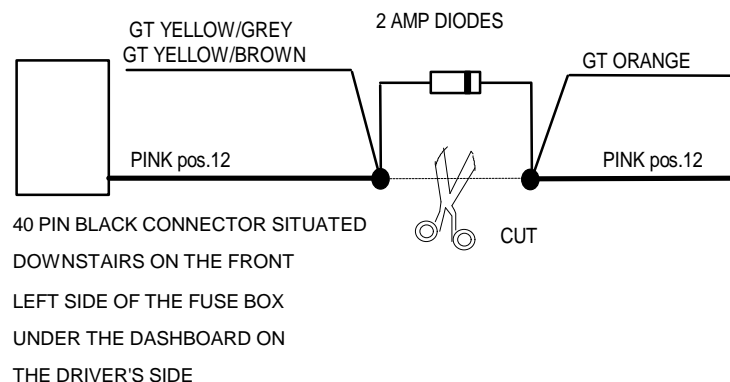 GT YELLOW/GREY
GT YELLOW/BROWN
2 AMP DIODES
GT ORANGE
PINK pos.12
PINK pos.12
CUT
40 PIN BLACK CONNECTOR SITUATED
DOWNSTAIRS ON THE FRONT
LEFT SIDE OF THE FUSE BOX
UNDER THE DASHBOARD ON
THE DRIVER'S SIDE